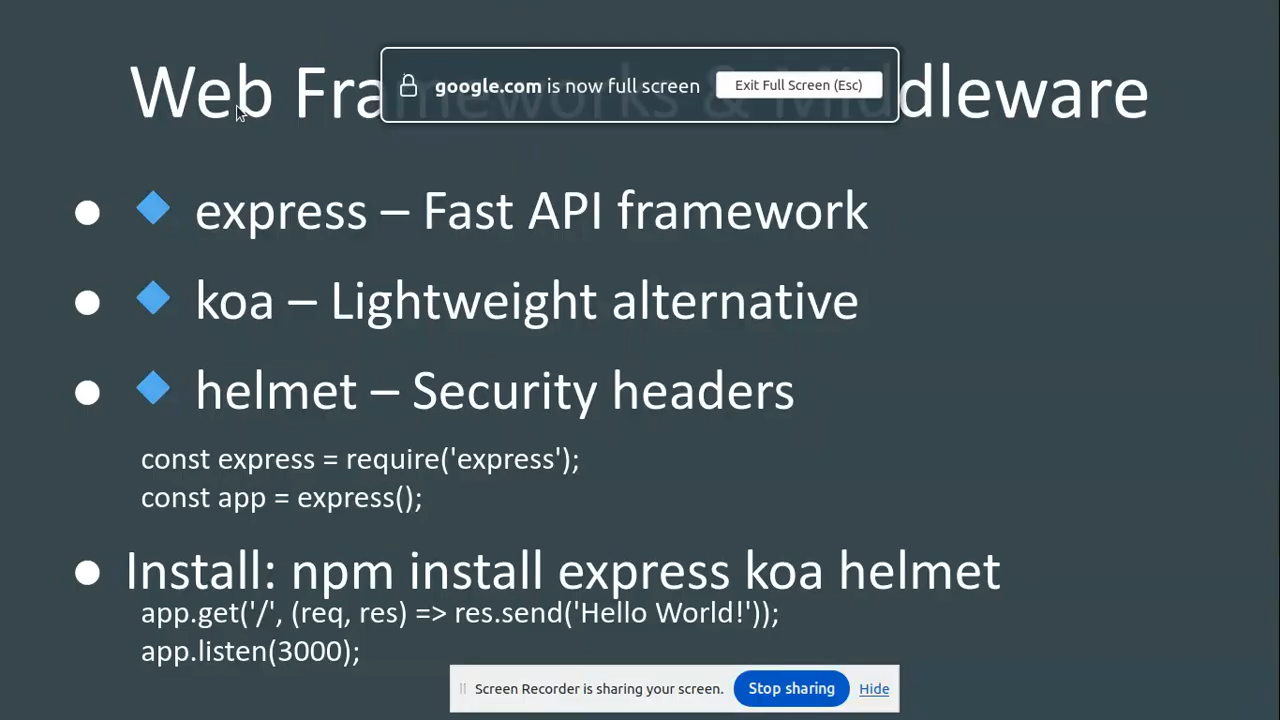 Web Frameworks & Middleware
google.com is now full screen
Exit Full Screen (Esc)
● 🔷 express – Fast API framework
● 🔷 koa – Lightweight alternative
● 🔷 helmet – Security headers
const express = require('express');
const app = express();
● Install: npm install express koa helmet
app.get('/', (req, res) => res.send('Hello World!'));
app.listen(3000);
Screen Recorder is sharing your screen.
Stop sharing
Hide